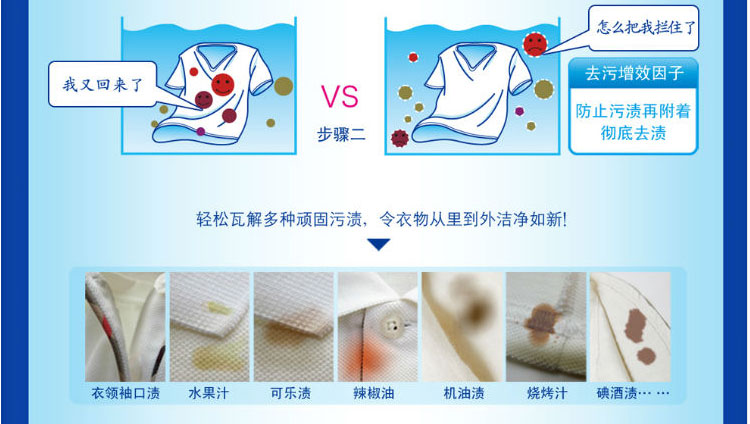 怎么把我拦住了
我又回来了
VS
步骤二
去污增效因子
防止污渍再附着
彻底去渍
轻松瓦解多种顽固污渍，令衣物从里到外洁净如新!
衣领袖口渍 水果汁 可乐渍 辣椒油 机油渍 烧烤汁 碘酒渍… …